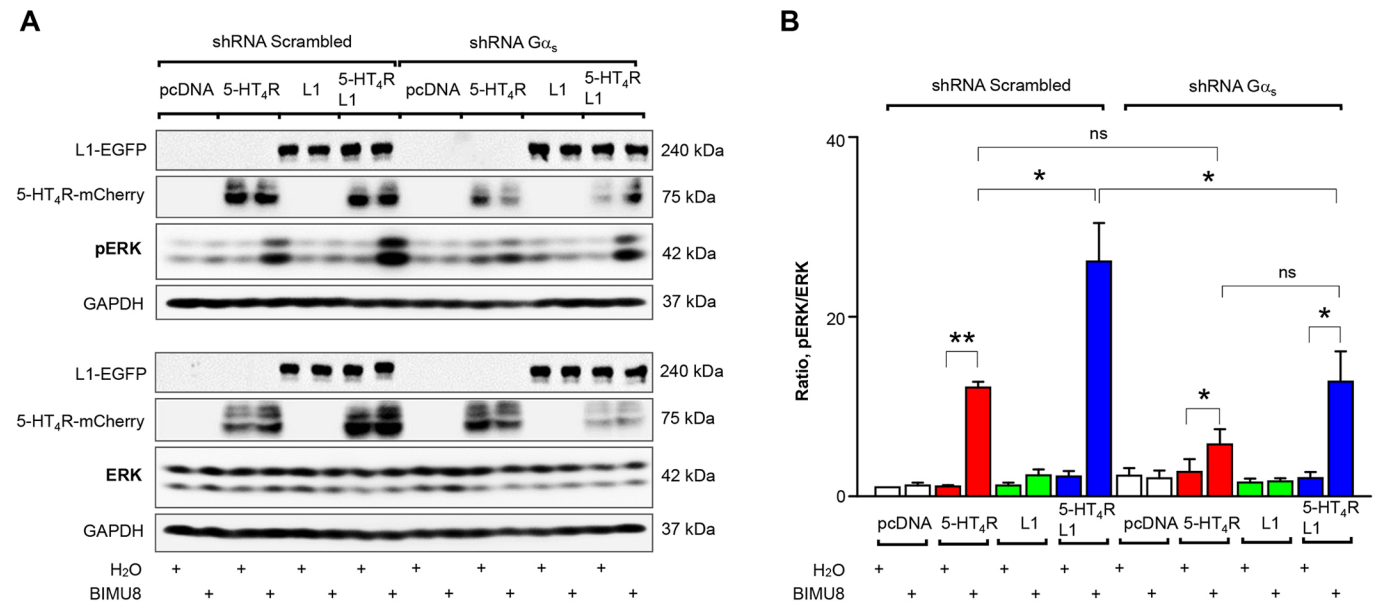 A
shRNA Scrambled shRNA Gαs
pcDNA 5-HT4R L1 5-HT4R L1 pcDNA 5-HT4R L1 5-HT4R L1
L1-EGFP 240 kDa
5-HT4R-mCherry 75 kDa
pERK 42 kDa
GAPDH 37 kDa
L1-EGFP 240 kDa
5-HT4R-mCherry 75 kDa
ERK 42 kDa
GAPDH 37 kDa
H2O + + + + + + + +
BIMU8 + + + + + + + +
B
shRNA Scrambled shRNA Gαs
40
ns
* *
ns
Ratio, pERK/ERK
20
*
**
*
0
pcDNA 5-HT4R L1 5-HT4R L1 pcDNA 5-HT4R L1 5-HT4R L1
H2O + + + + + + + +
BIMU8 + + + + + + + +